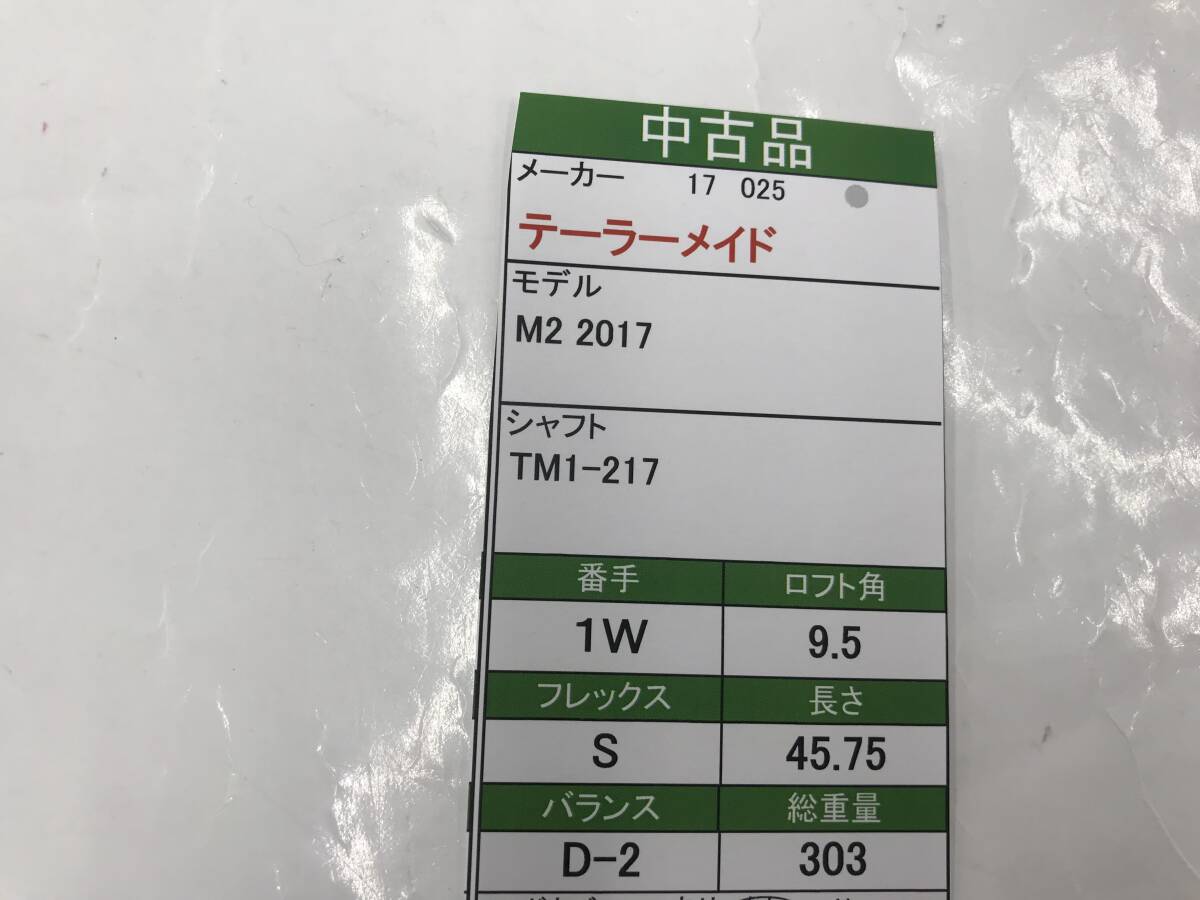 中古品
メーカー 17 025
テーラーメイド
モデル
M2 2017
シャフト
TM1-217
番手 ロフト角
1W 9.5
フレックス 長さ
S 45.75
バランス 総重量
D-2 303